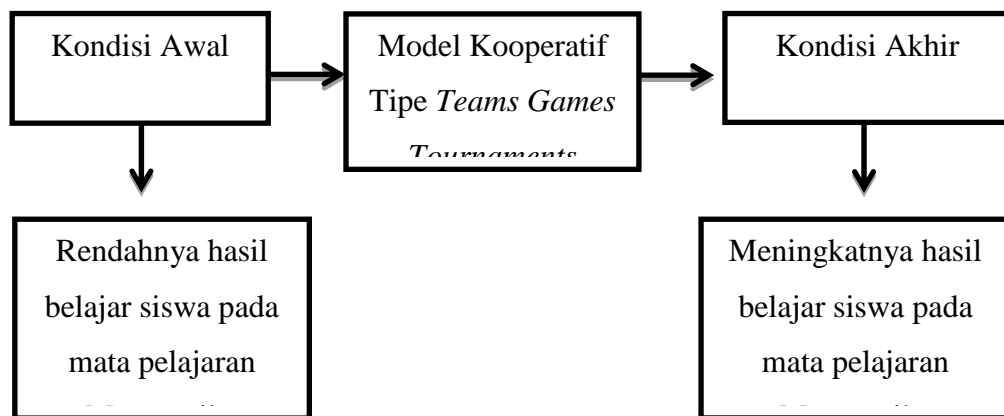 Kondisi Awal
Model Kooperatif
Tipe Teams Games
Tournaments
Kondisi Akhir
Rendahnya hasil
belajar siswa pada
mata pelajaran
Meningkatnya hasil
belajar siswa pada
mata pelajaran